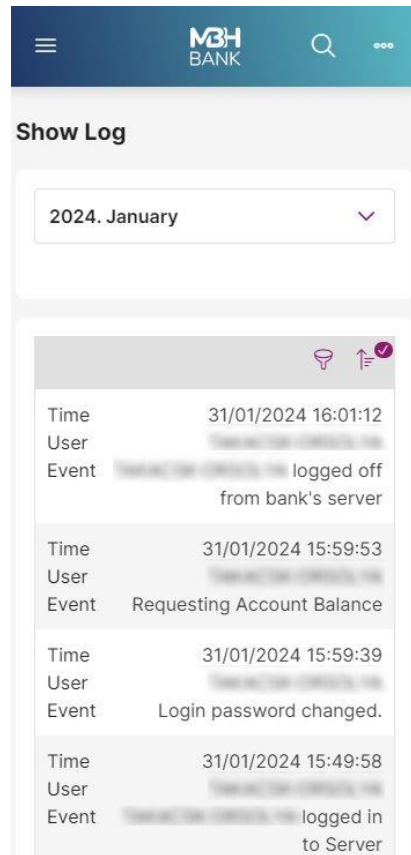 MBH
BANK
Show Log
2024. January
Time 31/01/2024 16:01:12
User
Event logged off
from bank's server
Time 31/01/2024 15:59:53
User
Event Requesting Account Balance
Time 31/01/2024 15:59:39
User
Event Login password changed.
Time 31/01/2024 15:49:58
User
Event logged in
to Server